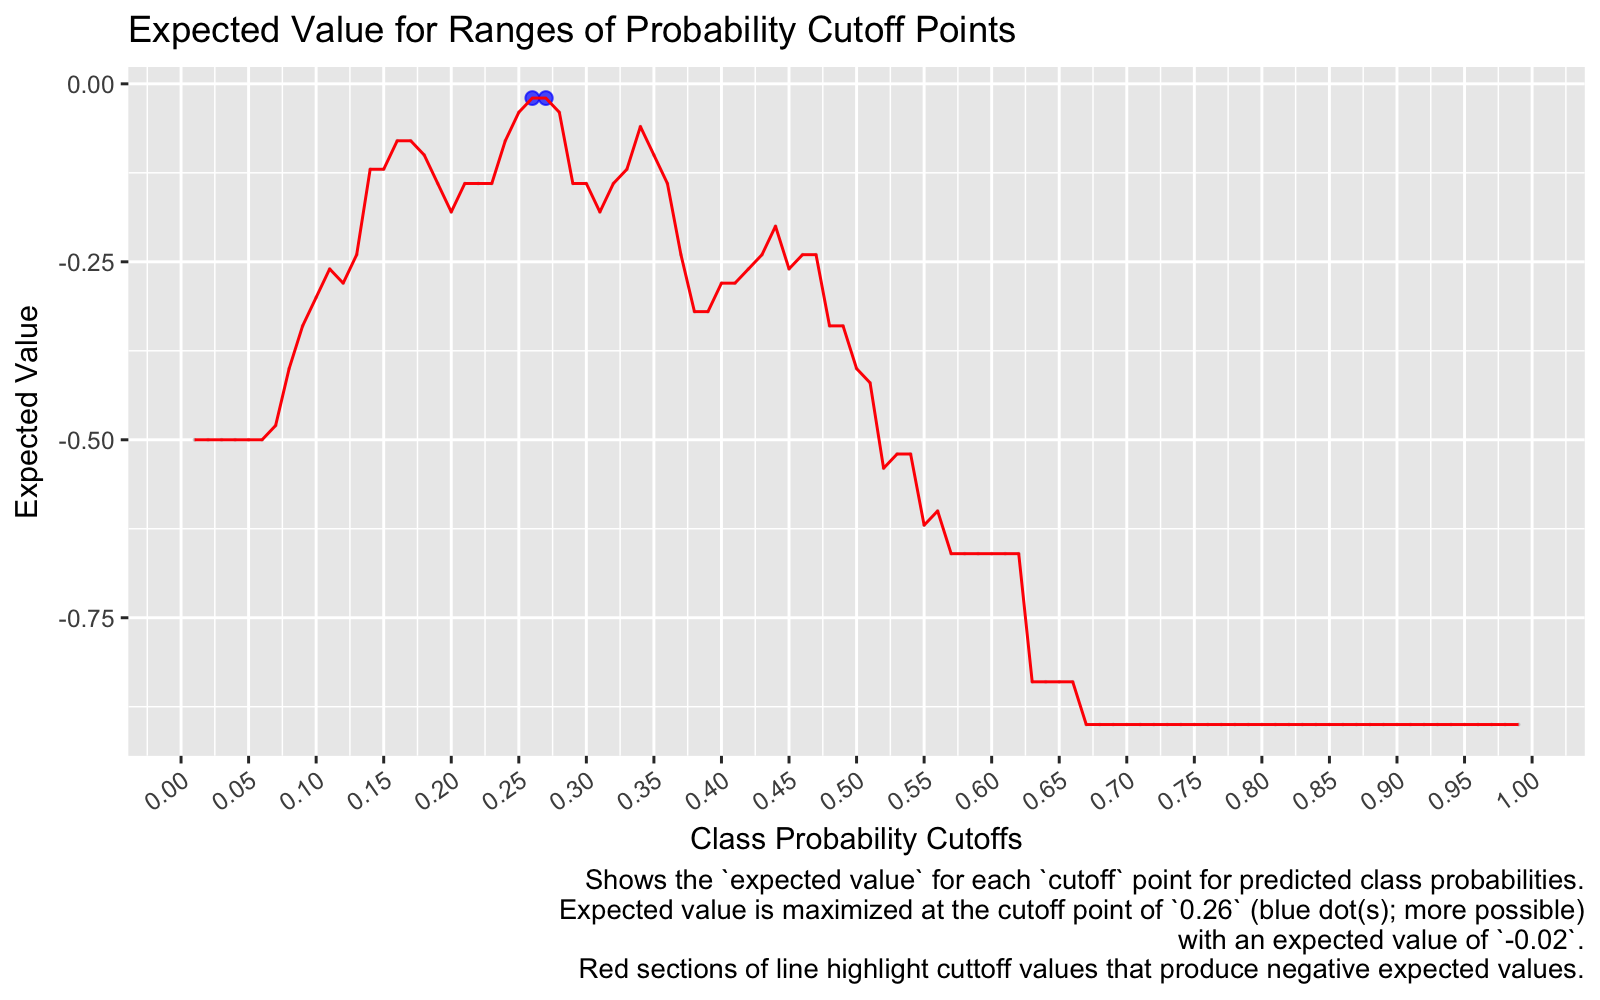 Expected Value for Ranges of Probability Cutoff Points
Expected Value
0.00
-0.25
-0.50
-0.75
0.00 0.05 0.10 0.15 0.20 0.25 0.30 0.35 0.40 0.45 0.50 0.55 0.60 0.65 0.70 0.75 0.80 0.85 0.90 0.95 1.00
Class Probability Cutoffs
Shows the `expected value` for each `cutoff` point for predicted class probabilities.
Expected value is maximized at the cutoff point of `0.26` (blue dot(s); more possible)
with an expected value of `-0.02`.
Red sections of line highlight cuttoff values that produce negative expected values.